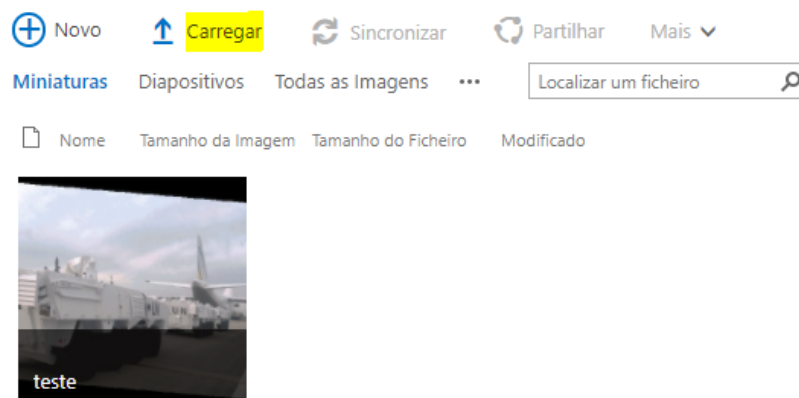 Novo Carregar Sincronizar Partilhar Mais
Miniaturas Diapositivos Todas as Imagens ••• Localizar um ficheiro
Nome Tamanho da Imagem Tamanho do Ficheiro Modificado
UN
teste